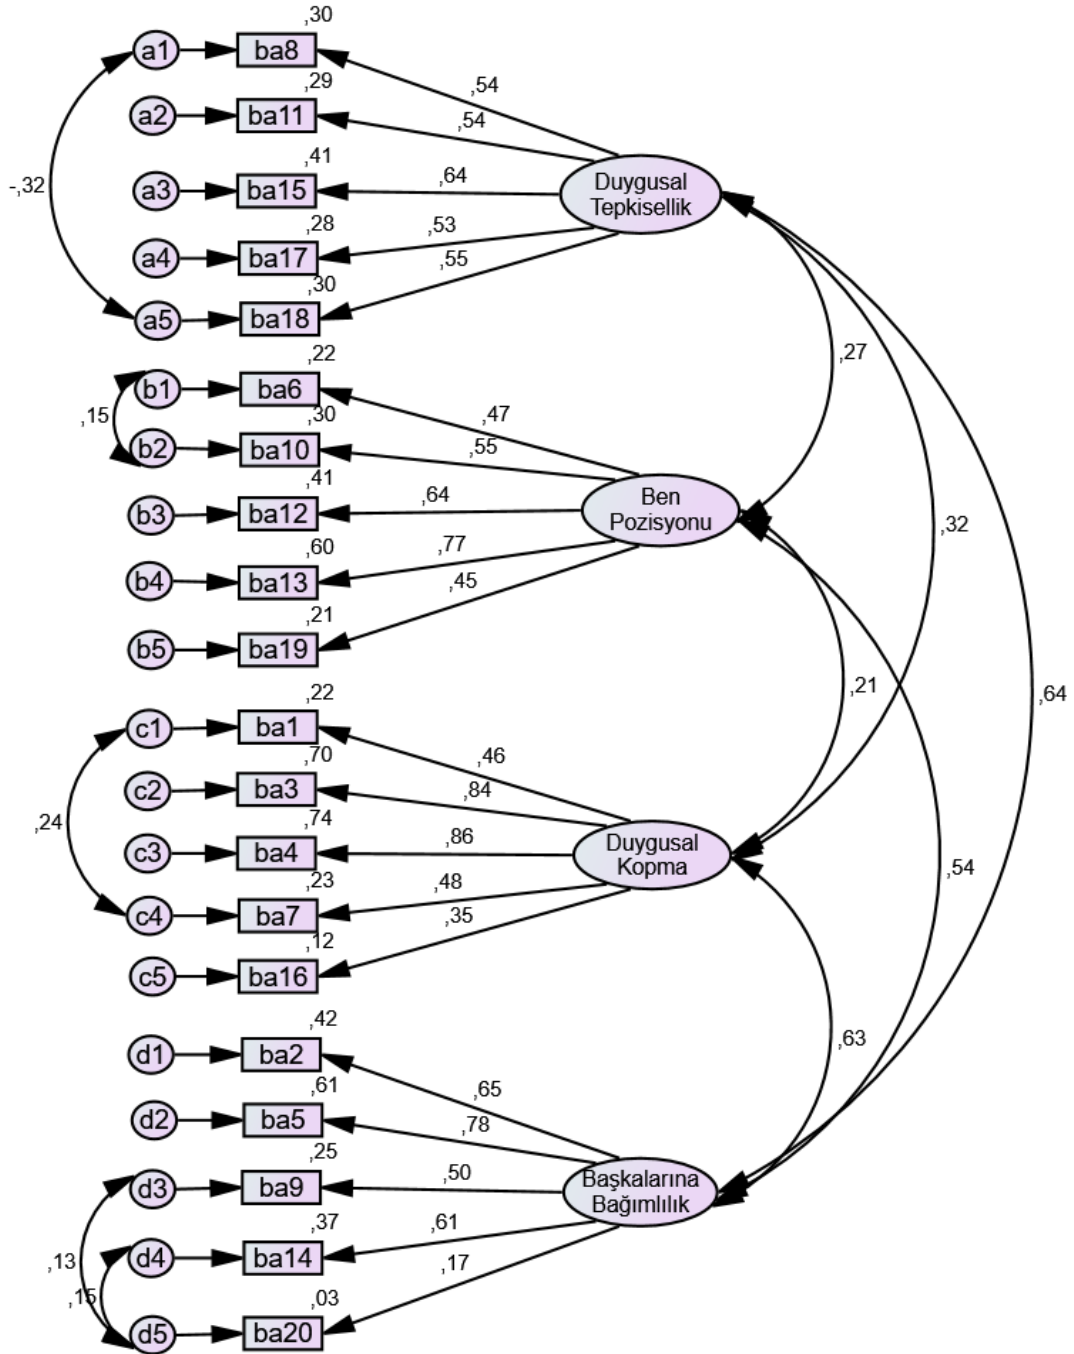 ,30
a1 ba8 ,54
,29
a2 ba11 ,54
,41
a3 ba15 ,64
Duygusal
Tepkisellik
-,32
,28
a4 ba17 ,53
,30
a5 ba18 ,55
,27
,22
b1 ba6 ,47
,15
,30
b2 ba10 ,55
,41
b3 ba12 ,64
Ben
Pozisyonu
,32
,60
b4 ba13 ,77
,21
b5 ba19 ,45
,21
,64
,22
c1 ba1 ,46
,70
c2 ba3 ,84
,24
,74
c3 ba4 ,86
Duygusal
Kopma
,54
,23
c4 ba7 ,48
,12
c5 ba16 ,35
,63
,42
d1 ba2 ,65
,61
d2 ba5 ,78
,25
d3 ba9 ,50
Başkalarına
Bağımlılık
,37
d4 ba14 ,61
,13
,15
,03
d5 ba20 ,17